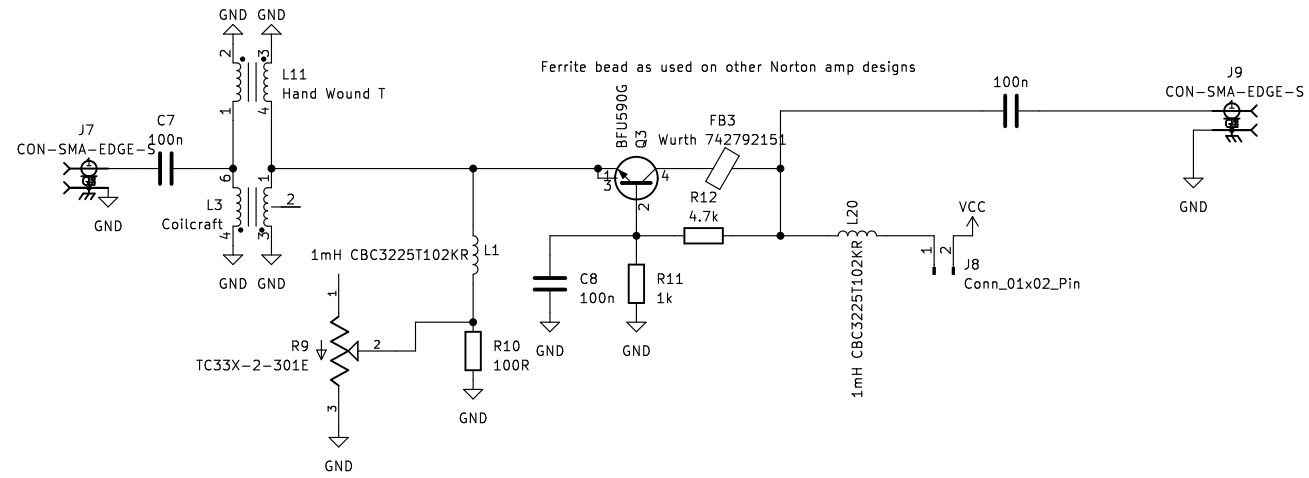 GND GND
2 3
L11
Hand Wound T
1 4
Ferrite bead as used on other Norton amp designs
J7
CON-SMA-EDGE-S
1
C7
100n
6 1
L3
Coilcraft
2
4 3
GND
GND GND
BFU590G
Q3
1
3
4
2
FB3
Wurth 742792151
R12
4.7k
100n
J9
CON-SMA-EDGE-S
1
GND
1mH CBC3225T102KR
L1
C8
100n
R11
1k
GND
GND
L20
1mH CBC3225T102KR
VCC
1 2
J8
Conn_01x02_Pin
1
R9
TC33X-2-301E
2
3
GND
R10
100R
GND